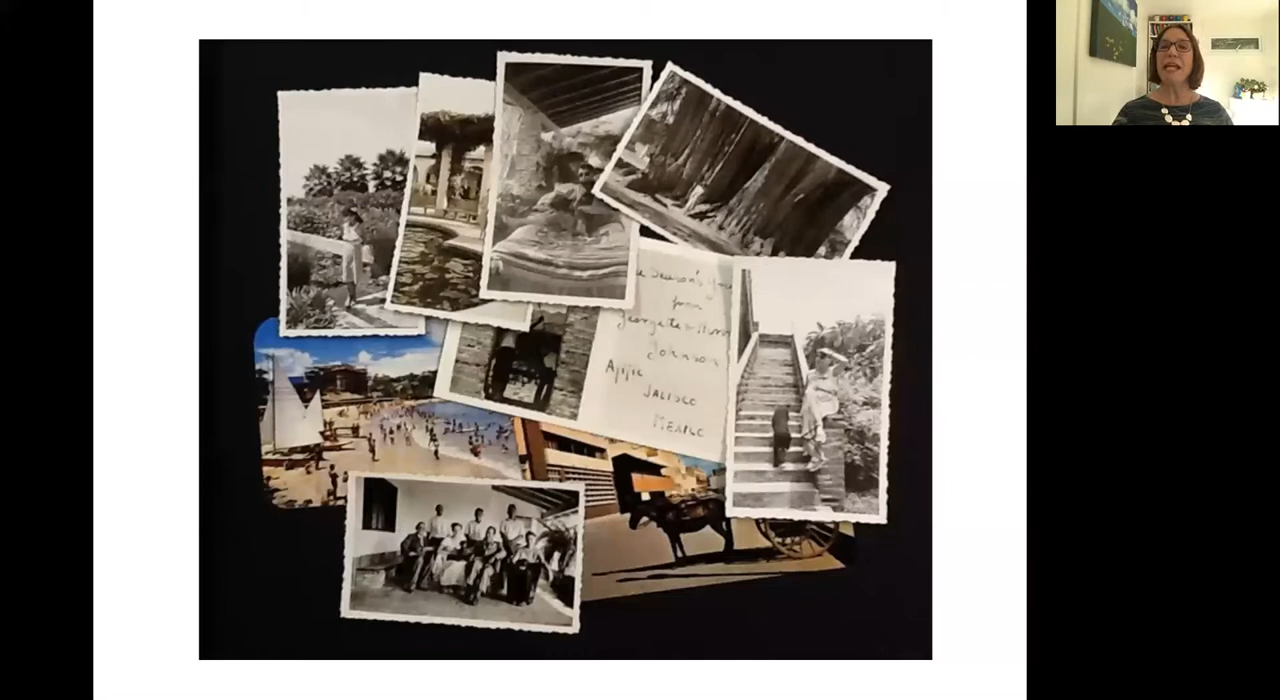 Season's
from
Georgette &
Johnson
Ajijic
JALISCO
MEXICO